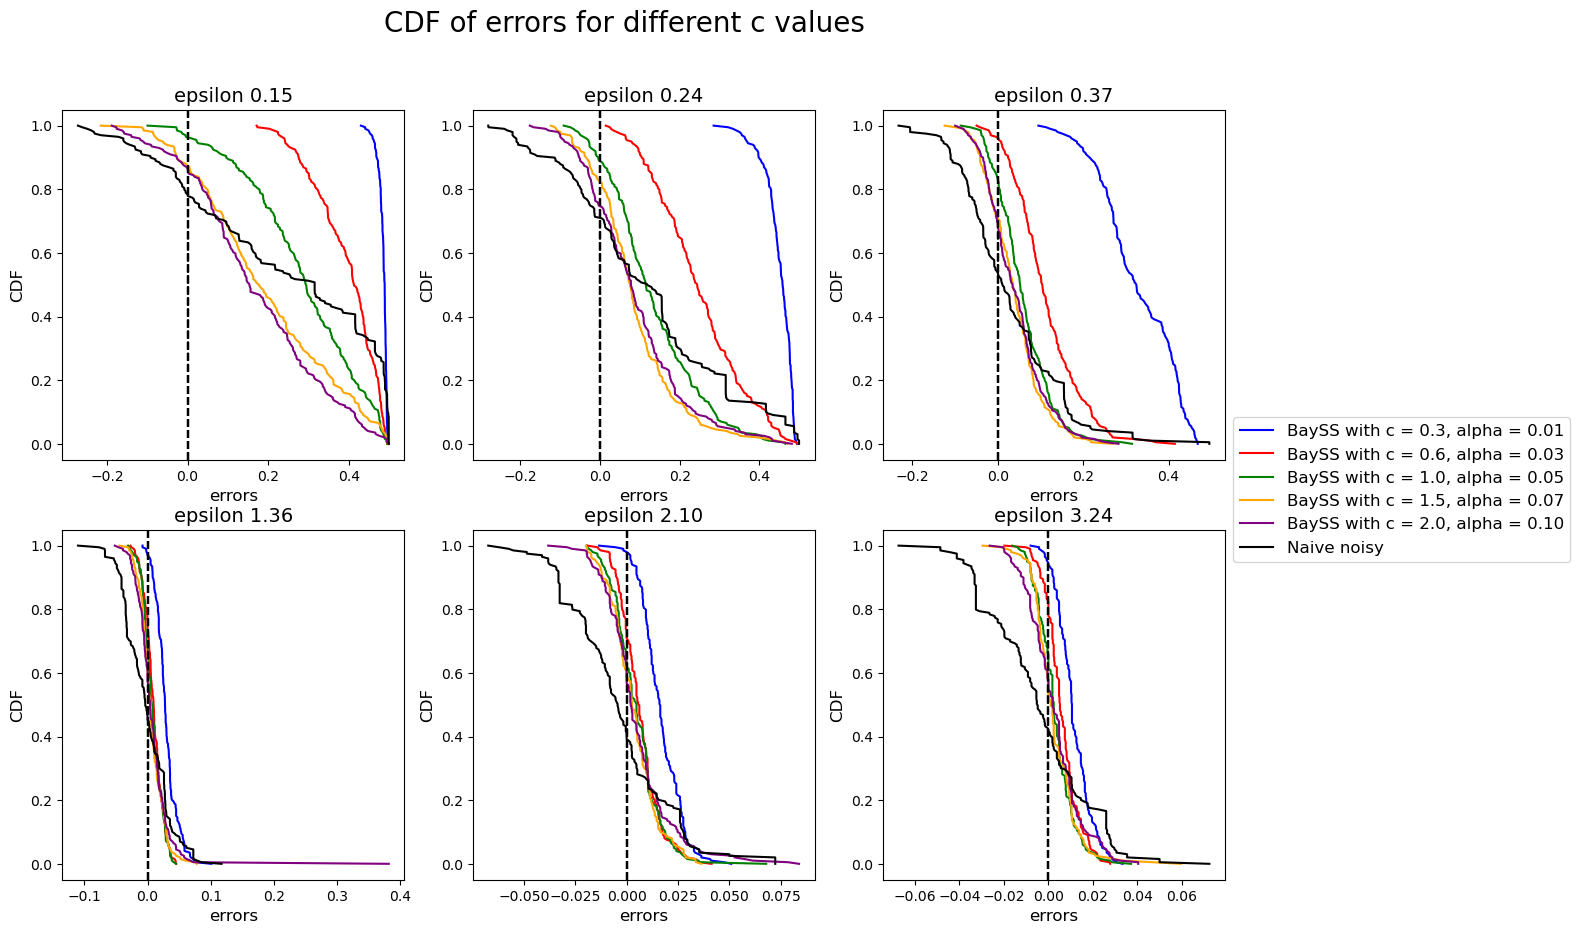 CDF of errors for different c values
epsilon 0.15
epsilon 0.24
epsilon 0.37
CDF
1.0
0.8
0.6
0.4
0.2
0.0
−0.2 0.0 0.2 0.4
errors
CDF
1.0
0.8
0.6
0.4
0.2
0.0
−0.2 0.0 0.2 0.4
errors
CDF
1.0
0.8
0.6
0.4
0.2
0.0
−0.2 0.0 0.2 0.4
errors
epsilon 1.36
epsilon 2.10
epsilon 3.24
CDF
1.0
0.8
0.6
0.4
0.2
0.0
−0.1 0.0 0.1 0.2 0.3 0.4
errors
CDF
1.0
0.8
0.6
0.4
0.2
0.0
−0.050 −0.025 0.000 0.025 0.050 0.075
errors
CDF
1.0
0.8
0.6
0.4
0.2
0.0
−0.06 −0.04 −0.02 0.00 0.02 0.04 0.06
errors
BaySS with c = 0.3, alpha = 0.01
BaySS with c = 0.6, alpha = 0.03
BaySS with c = 1.0, alpha = 0.05
BaySS with c = 1.5, alpha = 0.07
BaySS with c = 2.0, alpha = 0.10
Naive noisy